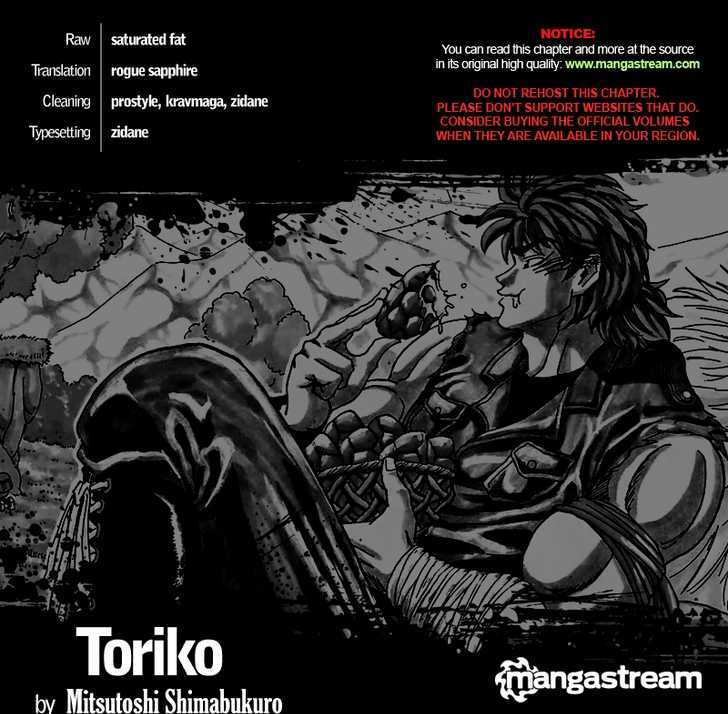 Raw saturated fat
Translation rogue sapphire
Cleaning prostyle, kravmaga, zidane
Typesetting zidane
NOTICE:
You can read this chapter and more at the source
in its original high quality: www.mangastream.com
DO NOT REHOST THIS CHAPTER.
PLEASE DON'T SUPPORT WEBSITES THAT DO.
CONSIDER BUYING THE OFFICIAL VOLUMES
WHEN THEY ARE AVAILABLE IN YOUR REGION.
Toriko
by Mitsutoshi Shimabukuro
mangastream